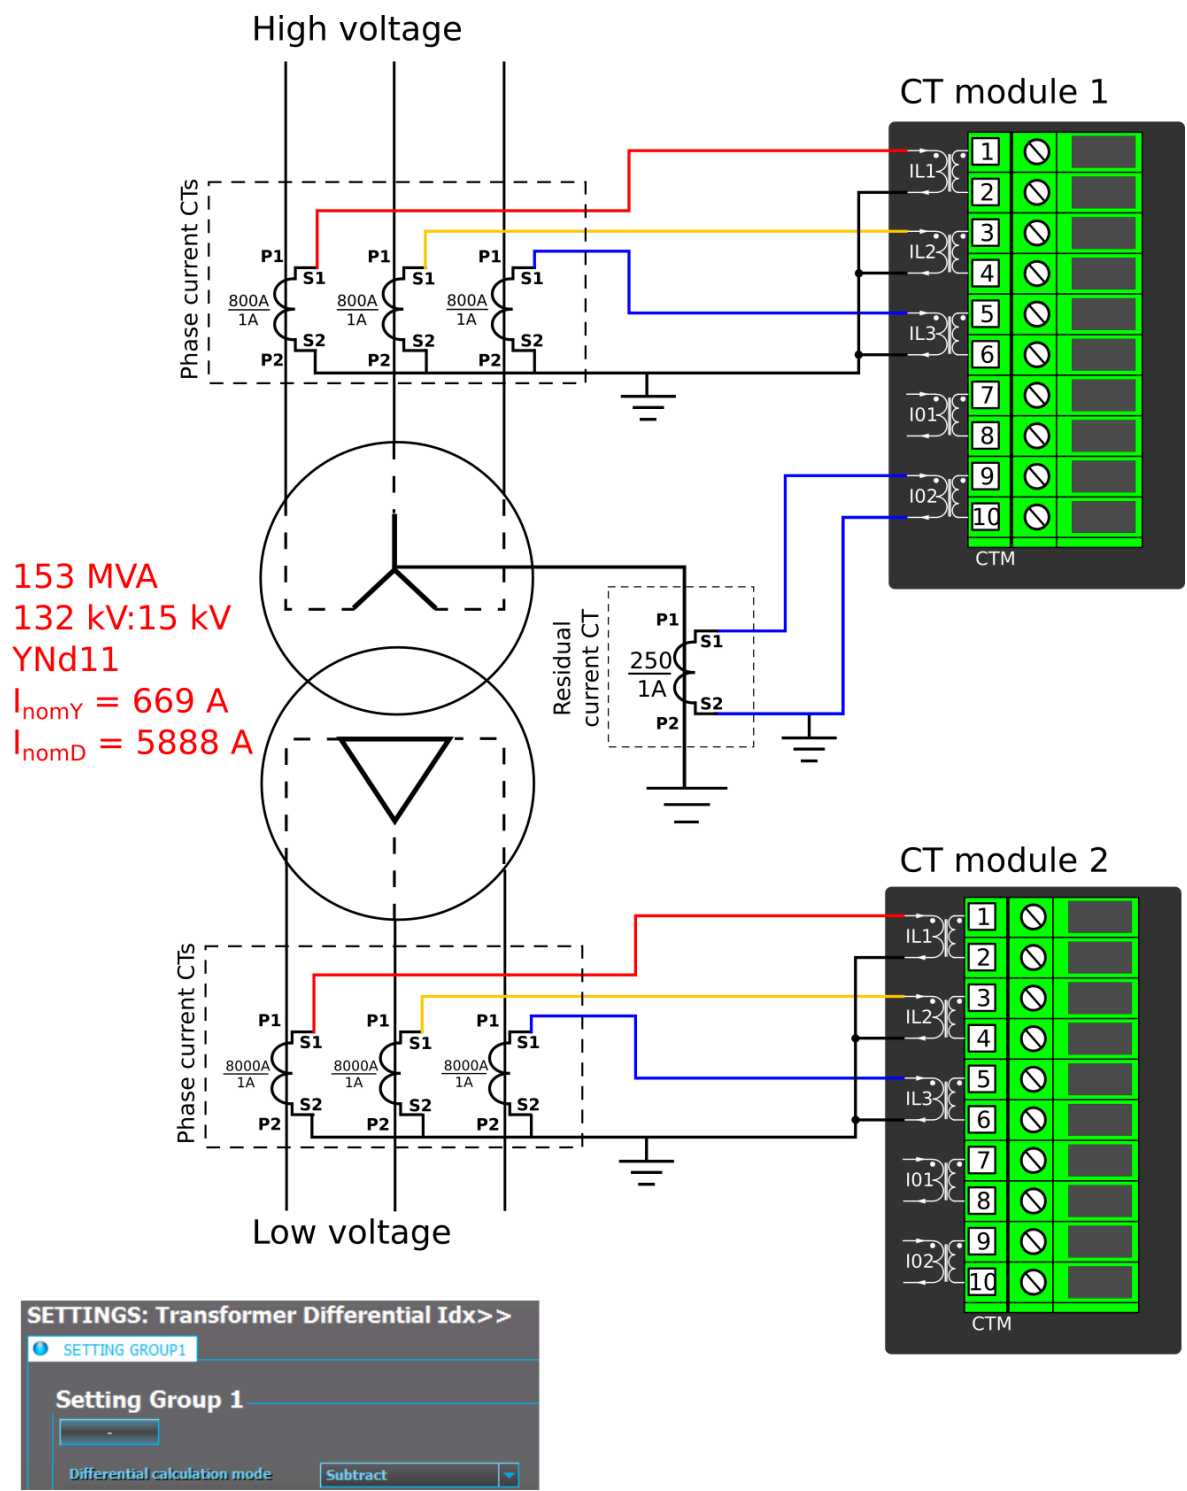 High voltage
CT module 1
Phase current CTs
P1
P1
P1
S1
S1
S1
800A
1A
800A
1A
800A
1A
S2
S2
S2
P2
P2
P2
IL1
IL2
IL3
I01
I02
1
2
3
4
5
6
7
8
9
10
CTM
153 MVA
132 kV:15 kV
YNd11
InomY = 669 A
InomD = 5888 A
Residual
current CT
P1
S1
250
1A
S2
P2
CT module 2
Phase current CTs
P1
P1
P1
S1
S1
S1
8000A
1A
8000A
1A
8000A
1A
S2
S2
S2
P2
P2
P2
IL1
IL2
IL3
I01
I02
1
2
3
4
5
6
7
8
9
10
CTM
Low voltage
SETTINGS: Transformer Differential Idx>>
SETTING GROUP1
Setting Group 1
-
Differential calculation mode
Subtract